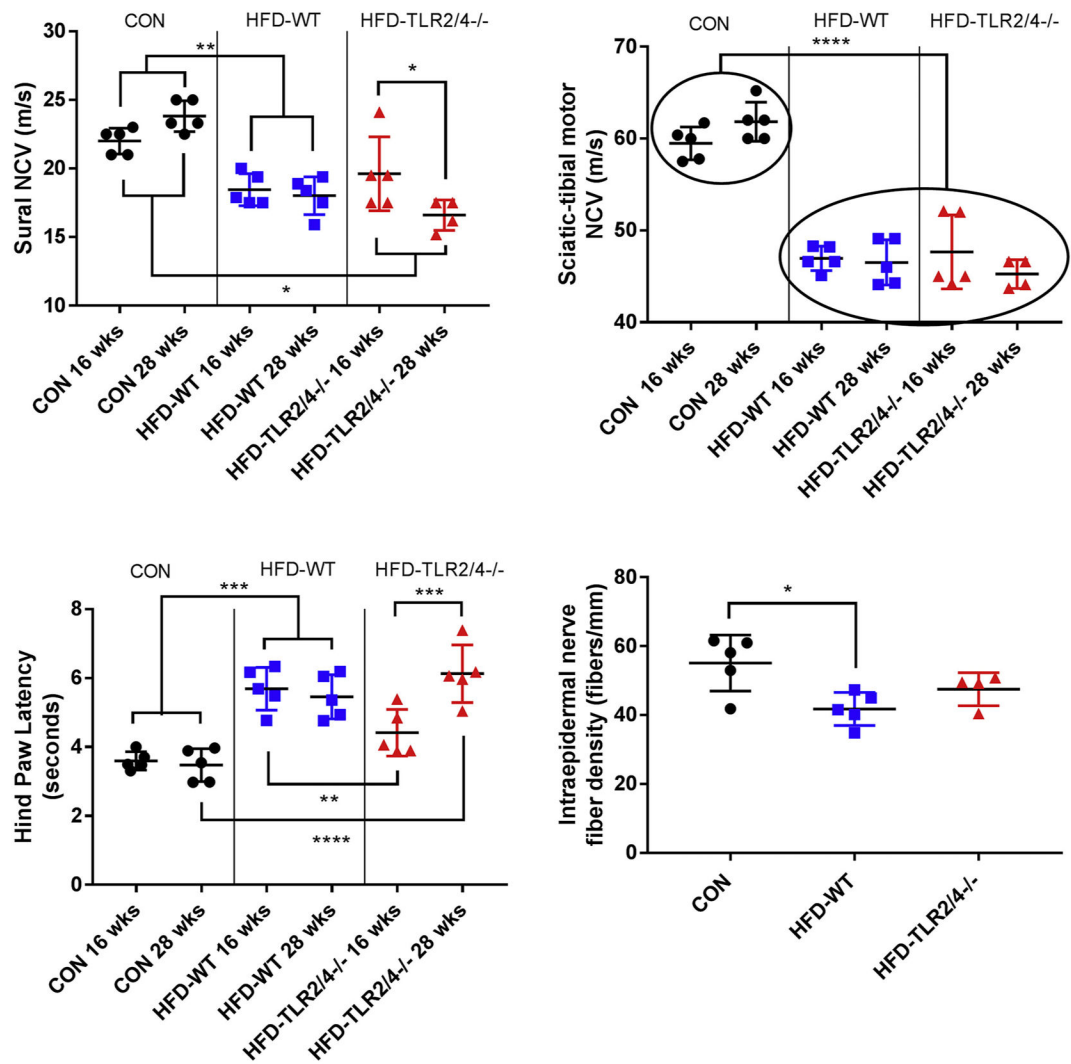 CON HFD-WT HFD-TLR2/4-/-
30
25
20
15
10
Sural NCV (m/s)
**
*
*
CON 16 wks
CON 28 wks
HFD-WT 16 wks
HFD-WT 28 wks
HFD-TLR2/4-/- 16 wks
HFD-TLR2/4-/- 28 wks
CON HFD-WT HFD-TLR2/4-/-
70
60
50
40
Sciatic-tibial motor
NCV (m/s)
****
CON 16 wks
CON 28 wks
HFD-WT 16 wks
HFD-WT 28 wks
HFD-TLR2/4-/- 16 wks
HFD-TLR2/4-/- 28 wks
CON HFD-WT HFD-TLR2/4-/-
8
6
4
2
0
Hind Paw Latency
(seconds)
***
***
**
****
CON 16 wks
CON 28 wks
HFD-WT 16 wks
HFD-WT 28 wks
HFD-TLR2/4-/- 16 wks
HFD-TLR2/4-/- 28 wks
80
60
40
20
0
Intraepidermal nerve
fiber density (fibers/mm)
*
CON
HFD-WT
HFD-TLR2/4-/-